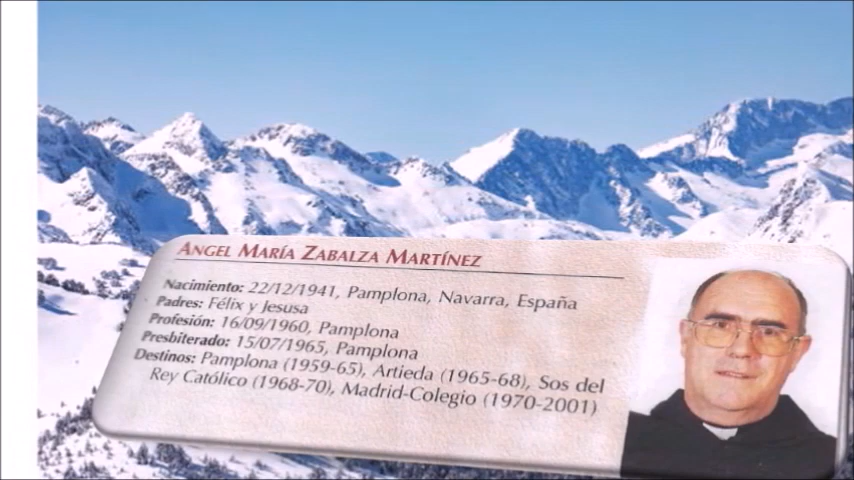 ANGEL MARÍA ZABALZA MARTÍNEZ
Nacimiento: 22/12/1941, Pamplona, Navarra, España
Padres: Félix y Jesusa
Profesión: 16/09/1960, Pamplona
Presbiterado: 15/07/1965, Pamplona
Destinos: Pamplona (1959-65), Artieda (1965-68), Sos del
Rey Católico (1968-70), Madrid-Colegio (1970-2001)